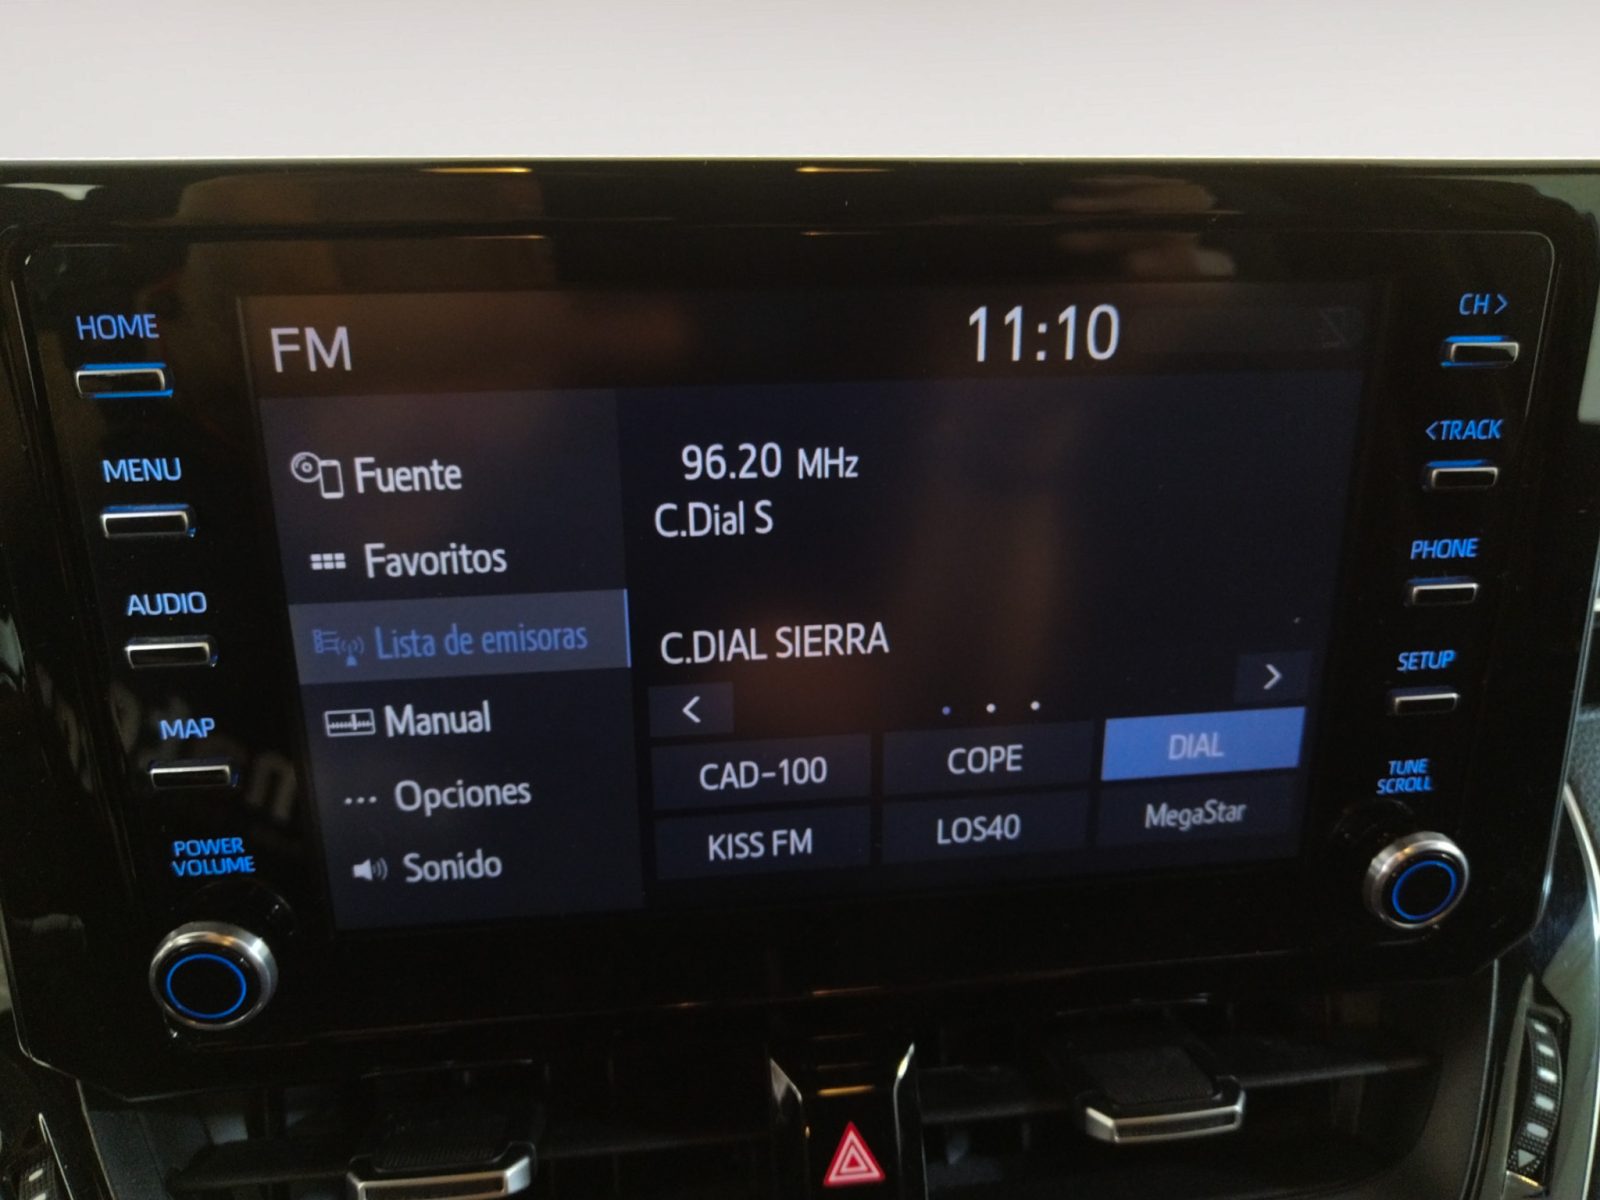 HOME
MENU
AUDIO
MAP
POWER
VOLUME
FM
11:10
Fuente
Favoritos
Lista de emisoras
Manual
... Opciones
Sonido
96.20 MHz
C.Dial S
C.DIAL SIERRA
< >
CAD-100 COPE DIAL
KISS FM LOS40 MegaStar
CH >
<TRACK
PHONE
SETUP
TUNE
SCROLL